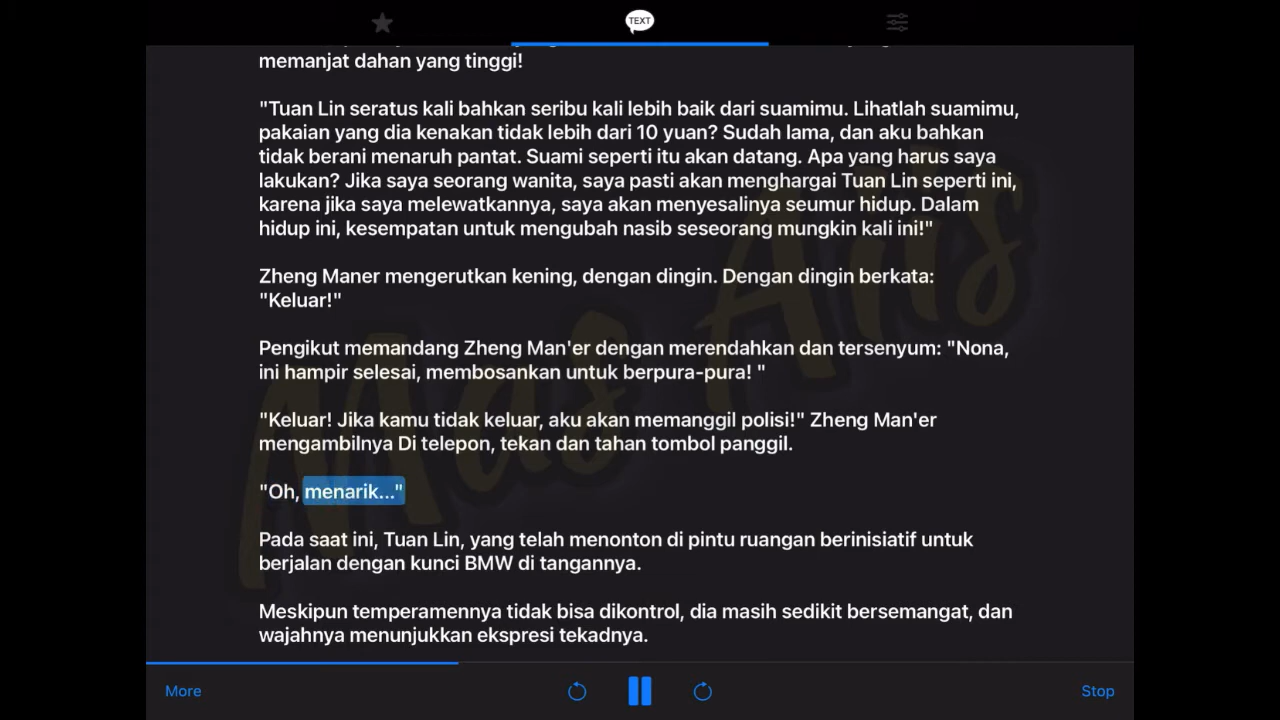 TEXT
memanjat dahan yang tinggi!
"Tuan Lin seratus kali bahkan seribu kali lebih baik dari suamimu. Lihatlah suamimu,
pakaian yang dia kenakan tidak lebih dari 10 yuan? Sudah lama, dan aku bahkan
tidak berani menaruh pantat. Suami seperti itu akan datang. Apa yang harus saya
lakukan? Jika saya seorang wanita, saya pasti akan menghargai Tuan Lin seperti ini,
karena jika saya melewatkannya, saya akan menyesalinya seumur hidup. Dalam
hidup ini, kesempatan untuk mengubah nasib seseorang mungkin kali ini!"
Zheng Maner mengerutkan kening, dengan dingin. Dengan dingin berkata:
"Keluar!"
Pengikut memandang Zheng Man'er dengan merendahkan dan tersenyum: "Nona,
ini hampir selesai, membosankan untuk berpura-pura! "
"Keluar! Jika kamu tidak keluar, aku akan memanggil polisi!" Zheng Man'er
mengambilnya Di telepon, tekan dan tahan tombol panggil.
"Oh, menarik..."
Pada saat ini, Tuan Lin, yang telah menonton di pintu ruangan berinisiatif untuk
berjalan dengan kunci BMW di tangannya.
Meskipun temperamennya tidak bisa dikontrol, dia masih sedikit bersemangat, dan
wajahnya menunjukkan ekspresi tekadnya.
Mas Aiis
More
Stop